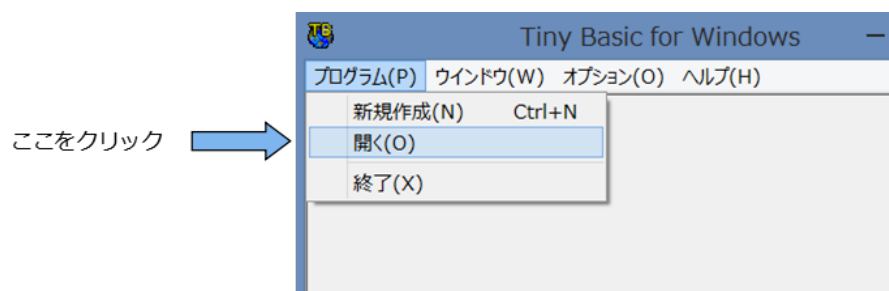 Tiny Basic for Windows
プログラム(P) ウインドウ(W) オプション(O) ヘルプ(H)
新規作成(N) Ctrl+N
ここをクリック
開く(O)
終了(X)